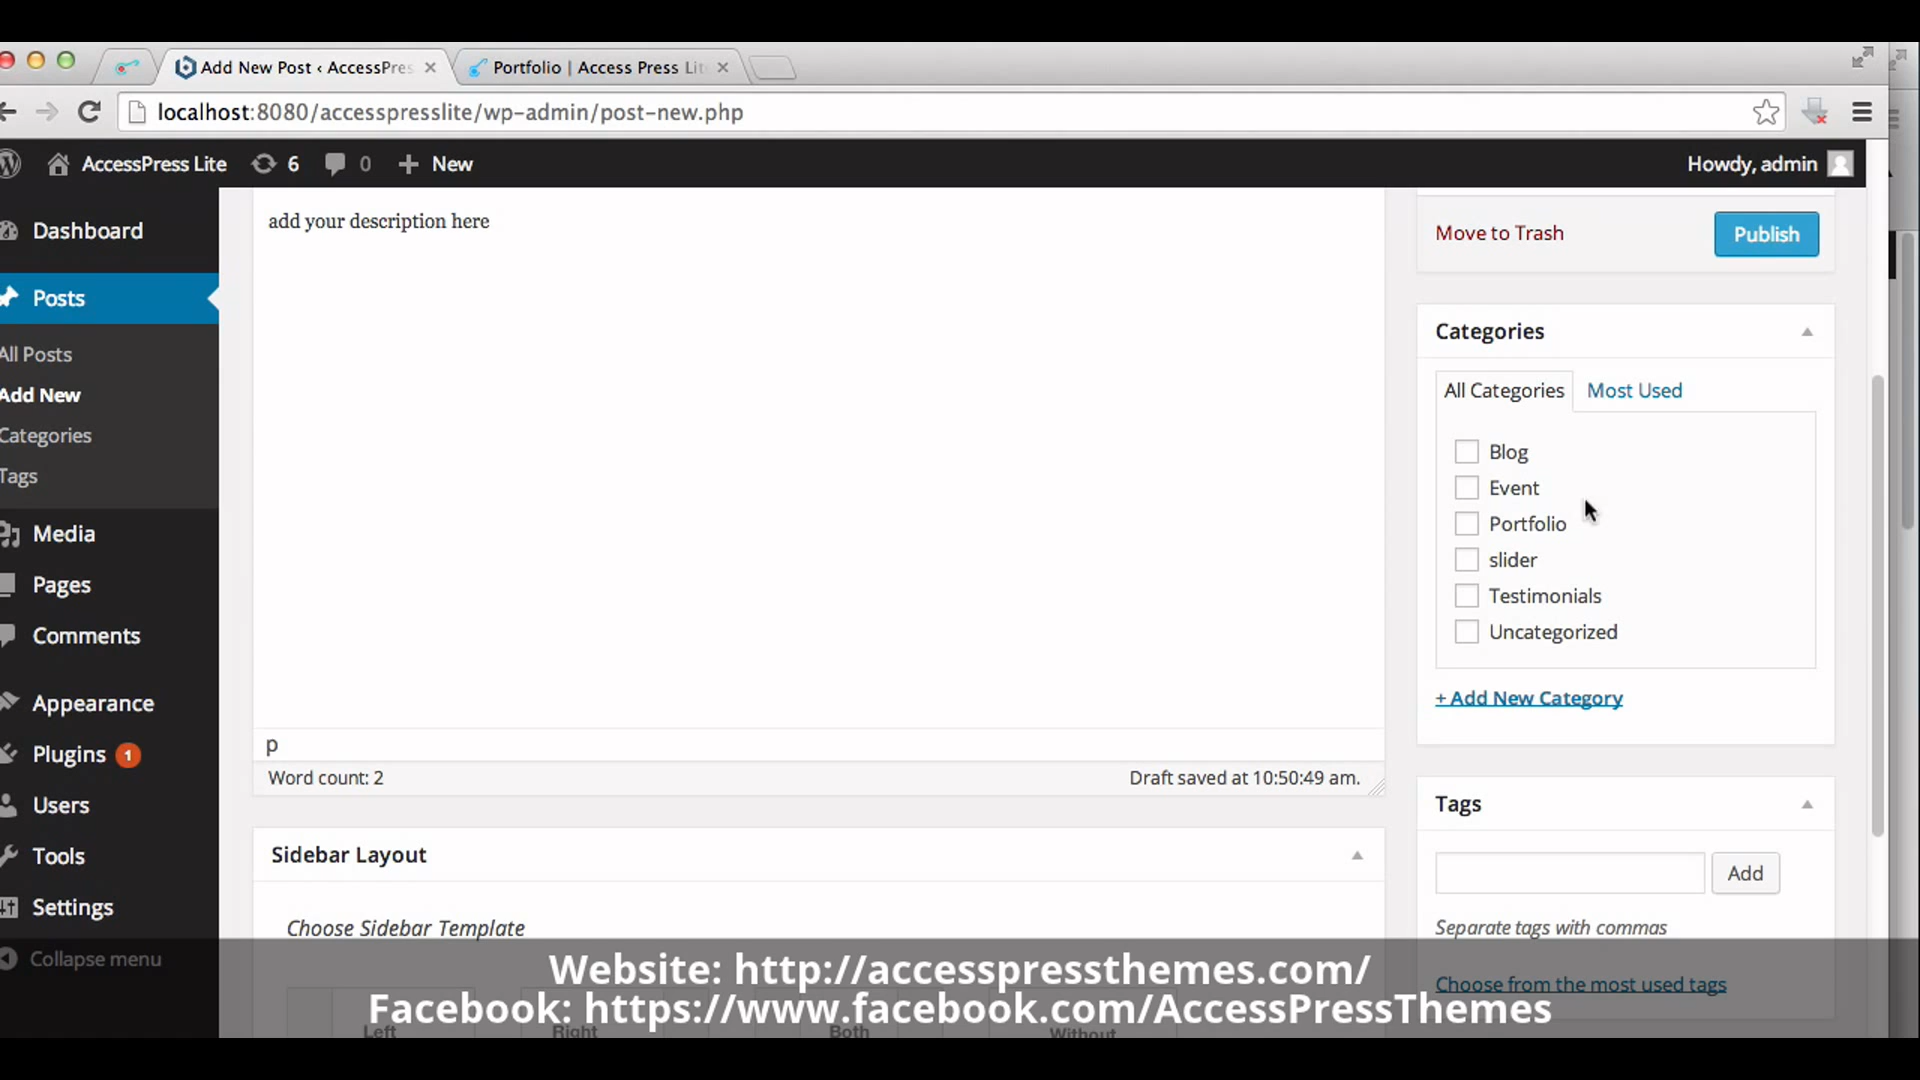 Add New Post ‹ AccessPres
Portfolio | Access Press Lit
localhost:8080/accesspresslite/wp-admin/post-new.php
AccessPress Lite
6
0
New
Howdy, admin
Dashboard
Posts
All Posts
Add New
Categories
Tags
Media
Pages
Comments
Appearance
Plugins 1
Users
Tools
Settings
Collapse menu
add your description here
p
Word count: 2
Draft saved at 10:50:49 am.
Sidebar Layout
Choose Sidebar Template
Left
Right
Both
Without
Move to Trash
Publish
Categories
All Categories
Most Used
Blog
Event
Portfolio
slider
Testimonials
Uncategorized
+ Add New Category
Tags
Add
Separate tags with commas
Choose from the most used tags
Website: http://accesspressthemes.com/
Facebook: https://www.facebook.com/AccessPressThemes